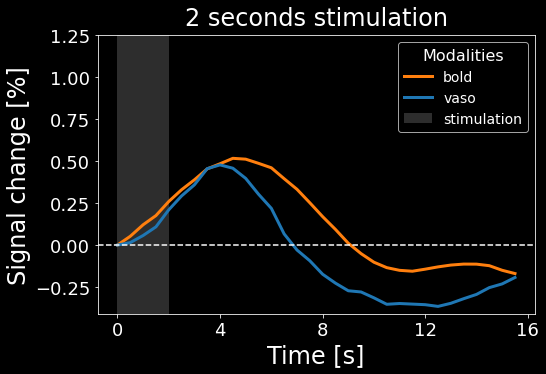 2 seconds stimulation
Signal change [%]
1.25
1.00
0.75
0.50
0.25
0.00
−0.25
Modalities
bold
vaso
stimulation
0
4
8
12
16
Time [s]